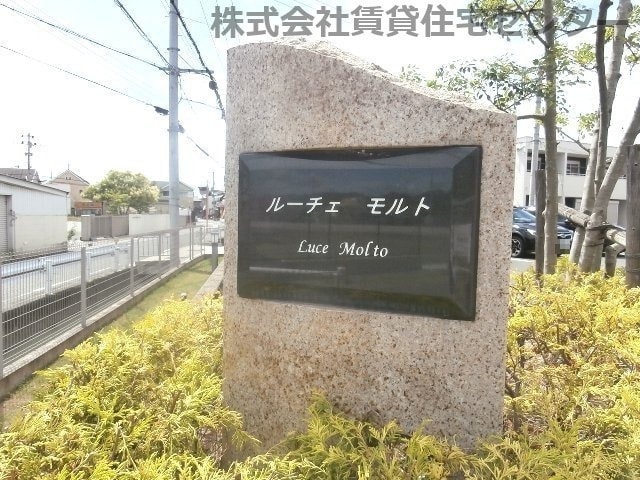 株式会社賃貸住宅センター
ルーチェ モルト
Luce Molto